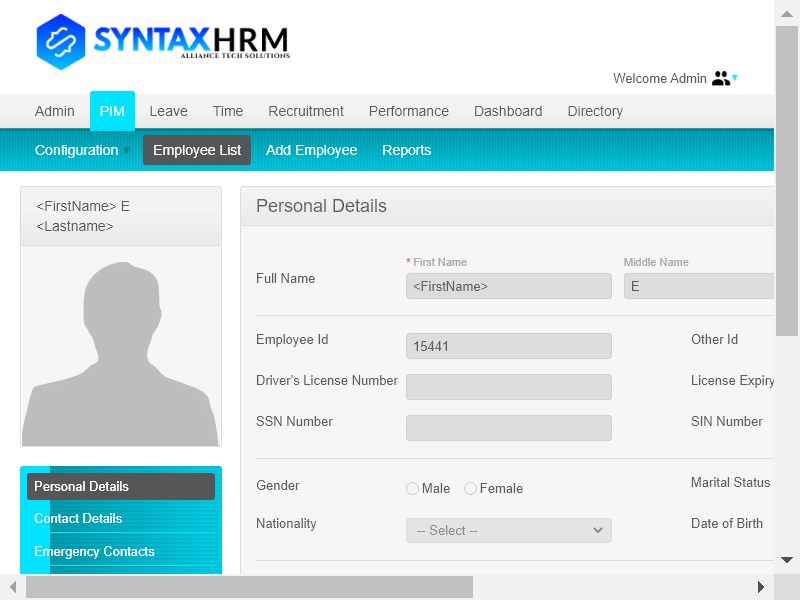 SYNTAXHRM
ALLIANCE TECH SOLUTIONS
Welcome Admin
Admin PIM Leave Time Recruitment Performance Dashboard Directory
Configuration Employee List Add Employee Reports
<FirstName> E
<Lastname>
Personal Details
* First Name Middle Name
Full Name <FirstName> E
Employee Id 15441 Other Id
Driver's License Number License Expiry
SSN Number SIN Number
Gender Male Female Marital Status
Nationality -- Select -- Date of Birth
Personal Details
Contact Details
Emergency Contacts